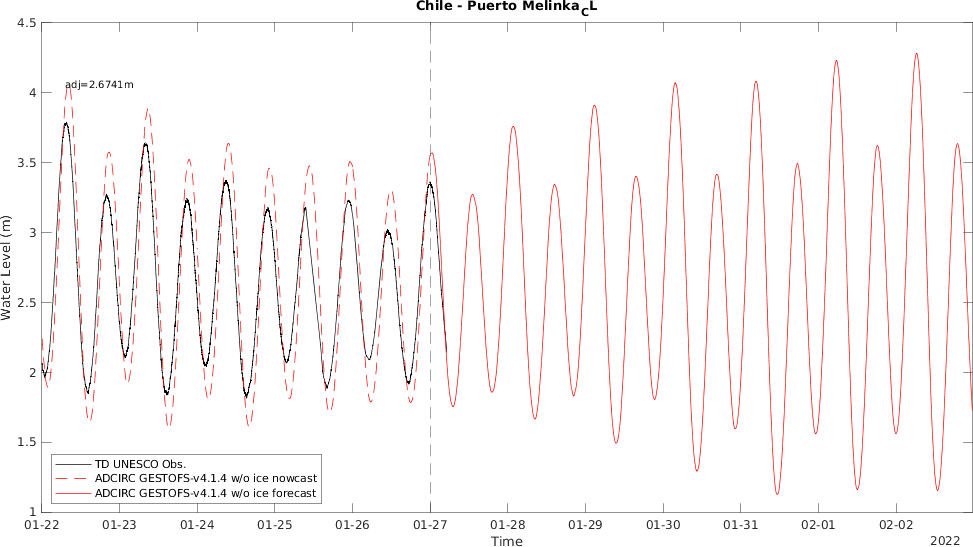 Chile - Puerto Melinka_CL
adj=2.6741m
Water Level (m)
4.5
4
3.5
3
2.5
2
1.5
1
TD UNESCO Obs.
ADCIRC GESTOFS-v4.1.4 w/o ice nowcast
ADCIRC GESTOFS-v4.1.4 w/o ice forecast
01-22 01-23 01-24 01-25 01-26 01-27 01-28 01-29 01-30 01-31 02-01 02-02
Time
2022